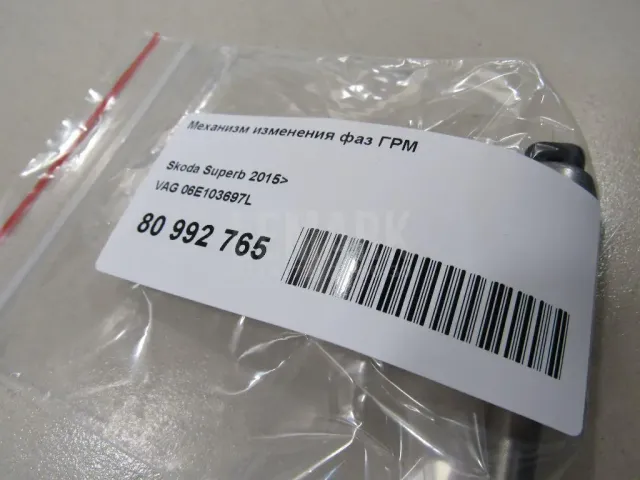 Механизм изменения фаз ГРМ
Skoda Superb 2015>
VAG 06E103697L
80 992 765